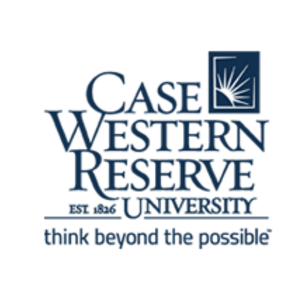 CASE
WESTERN
RESERVE
EST. 1826 UNIVERSITY
think beyond the possible™